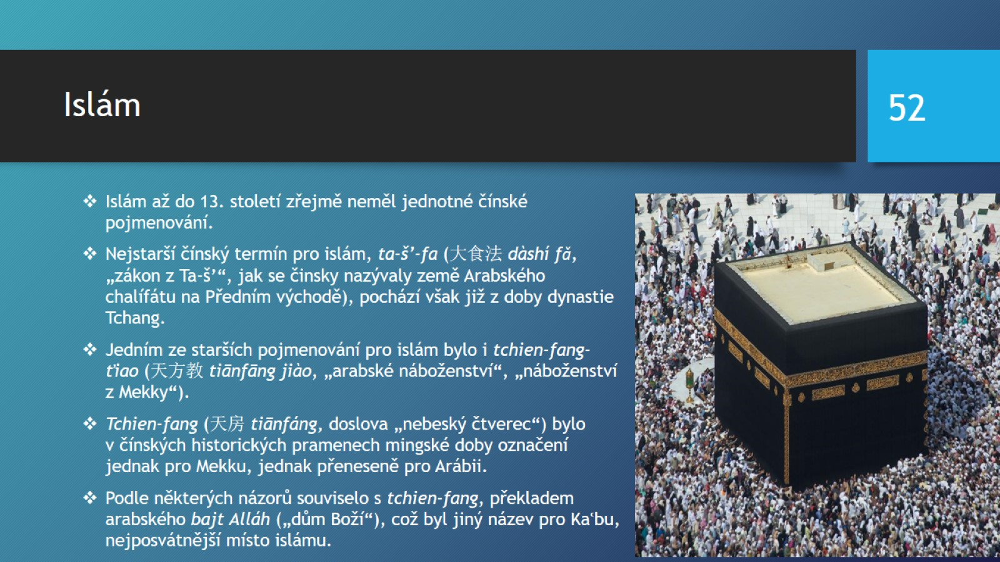 Islám
52
❖ Islám až do 13. století zřejmě neměl jednotné čínské
pojmenování.
❖ Nejstarší čínský termín pro islám, ta-š’-fa (大食法 dàshí fǎ,
„zákon z Ta-š’“, jak se činsky nazývaly země Arabského
chalífátu na Předním východě), pochází však již z doby dynastie
Tchang.
❖ Jedním ze starších pojmenování pro islám bylo i tchien-fang-
ťiao (天方教 tiānfāng jiào, „arabské náboženství“, „náboženství
z Mekky“).
❖ Tchien-fang (天房 tiānfáng, doslova „nebeský čtverec“) bylo
v čínských historických pramenech mingské doby označení
jednak pro Mekku, jednak přeneseně pro Arábii.
❖ Podle některých názorů souviselo s tchien-fang, překladem
arabského bajt Alláh („dům Boží“), což byl jiný název pro Kaʿbu,
nejposvátnější místo islámu.